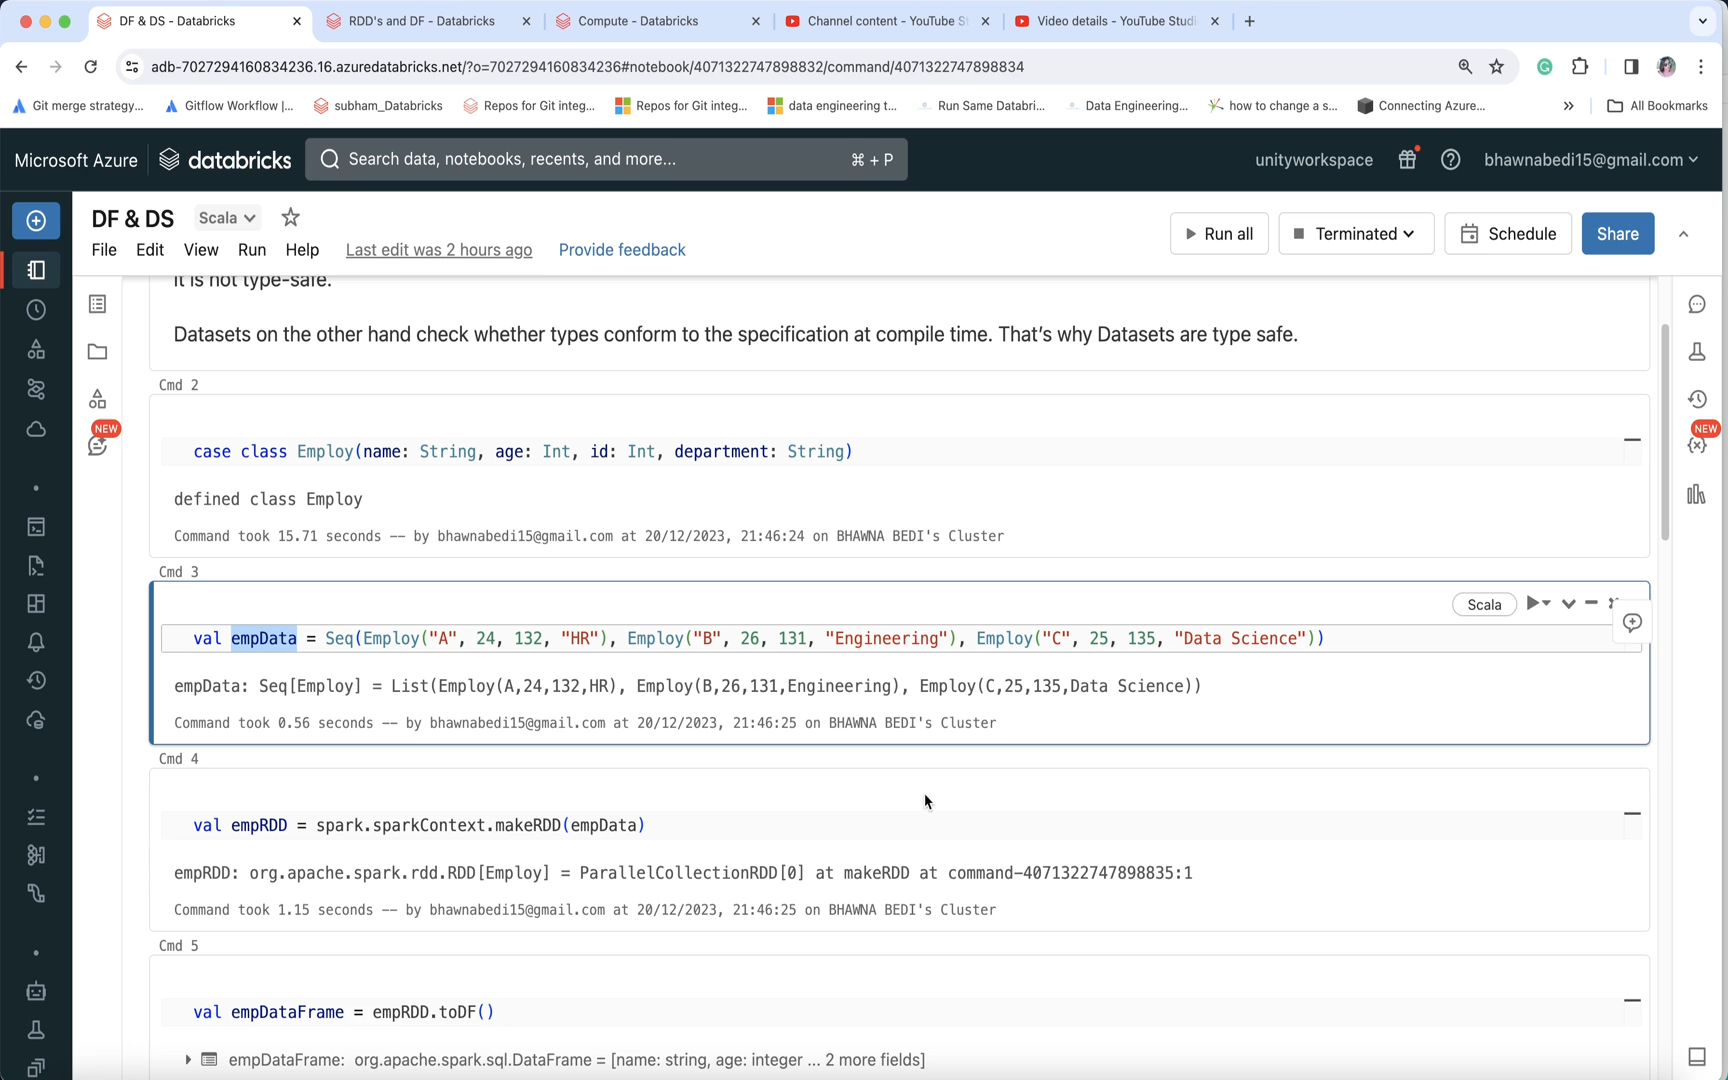 DF & DS - Databricks
RDD's and DF - Databricks
Compute - Databricks
Channel content - YouTube St
Video details - YouTube Studi
adb-7027294160834236.16.azuredatabricks.net/?o=7027294160834236#notebook/4071322747898832/command/4071322747898834
Git merge strategy...
Gitflow Workflow |...
subham_Databricks
Repos for Git integ...
Repos for Git integ...
data engineering t...
Run Same Databri...
Data Engineering...
how to change a s...
Connecting Azure...
»
All Bookmarks
Microsoft Azure
databricks
Search data, notebooks, recents, and more...
⌘ + P
unityworkspace
bhawnabedi15@gmail.com
DF & DS
Scala
File Edit View Run Help
Last edit was 2 hours ago
Provide feedback
Run all
Terminated
Schedule
Share
it is not type-safe.
Datasets on the other hand check whether types conform to the specification at compile time. That's why Datasets are type safe.
NEW
NEW
Cmd 2
case class Employ(name: String, age: Int, id: Int, department: String)
defined class Employ
Command took 15.71 seconds -- by bhawnabedi15@gmail.com at 20/12/2023, 21:46:24 on BHAWNA BEDI's Cluster
Cmd 3
Scala
val empData = Seq(Employ("A", 24, 132, "HR"), Employ("B", 26, 131, "Engineering"), Employ("C", 25, 135, "Data Science"))
empData: Seq[Employ] = List(Employ(A,24,132,HR), Employ(B,26,131,Engineering), Employ(C,25,135,Data Science))
Command took 0.56 seconds -- by bhawnabedi15@gmail.com at 20/12/2023, 21:46:25 on BHAWNA BEDI's Cluster
Cmd 4
val empRDD = spark.sparkContext.makeRDD(empData)
empRDD: org.apache.spark.rdd.RDD[Employ] = ParallelCollectionRDD[0] at makeRDD at command-4071322747898835:1
Command took 1.15 seconds -- by bhawnabedi15@gmail.com at 20/12/2023, 21:46:25 on BHAWNA BEDI's Cluster
Cmd 5
val empDataFrame = empRDD.toDF()
empDataFrame: org.apache.spark.sql.DataFrame = [name: string, age: integer ... 2 more fields]